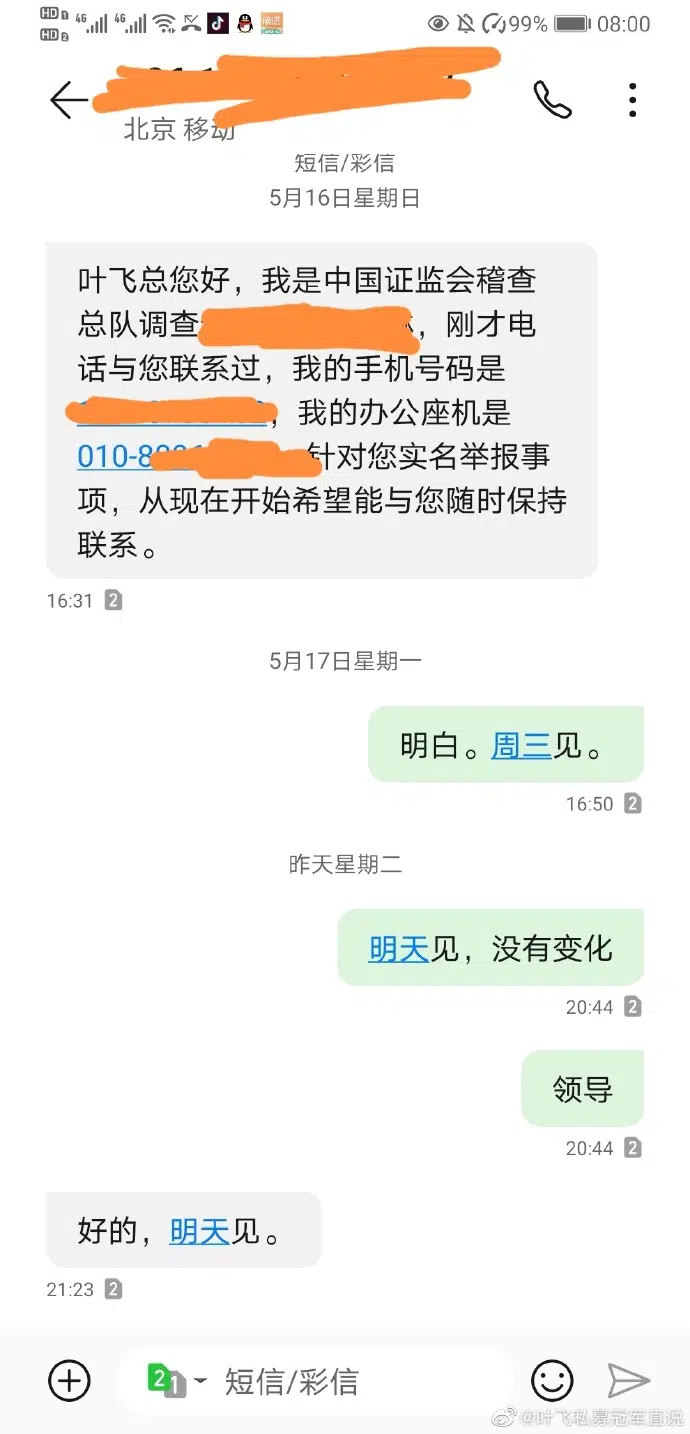 HD 1 4G 4G 99% 08:00
HD 2
北京 移动
短信/彩信
5月16日星期日
叶飞总您好，我是中国证监会稽查
总队调查，刚才电
话与您联系过，我的手机号码是
，我的办公座机是
010-8 针对您实名举报事
项，从现在开始希望能与您随时保持
联系。
16:31 2
5月17日星期一
明白。周三见。
16:50 2
昨天星期二
明天见，没有变化
20:44 2
领导
20:44 2
好的，明天见。
21:23 2
2 1 短信/彩信
@叶飞私募冠军直说